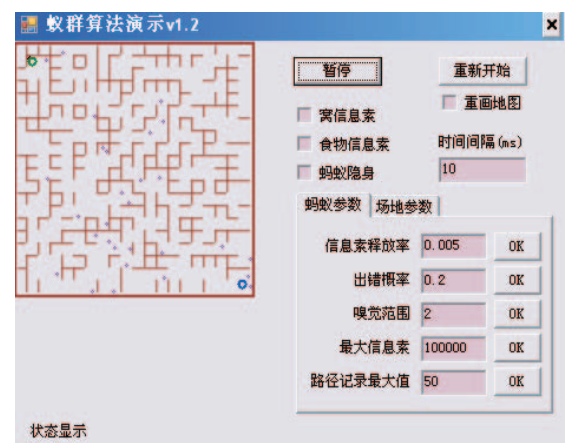 蚁群算法演示v1.2
暂停
重新开始
窝信息素
重画地图
食物信息素
时间间隔(ms)
蚂蚁隐身
10
蚂蚁参数
场地参数
信息素释放率 0.005 OK
出错概率 0.2 OK
嗅觉范围 2 OK
最大信息素 100000 OK
路径记录最大值 50 OK
状态显示